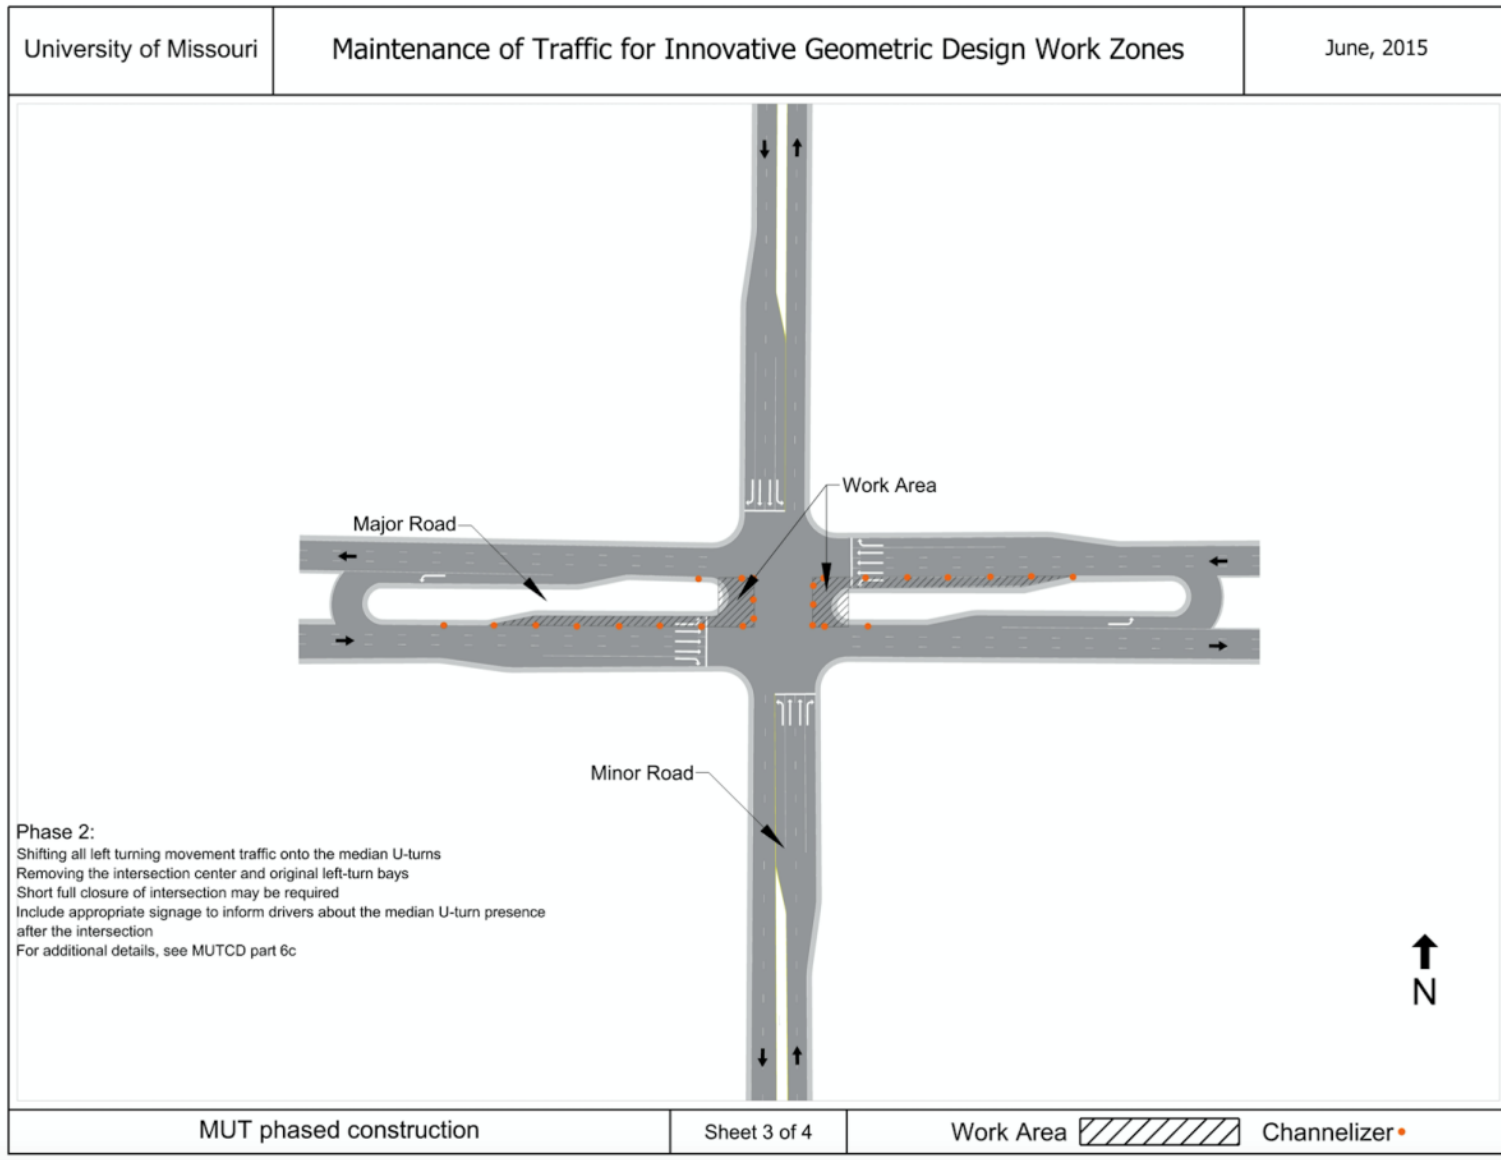 University of Missouri
Maintenance of Traffic for Innovative Geometric Design Work Zones
June, 2015
Work Area
Major Road
Minor Road
Phase 2:
Shifting all left turning movement traffic onto the median U-turns
Removing the intersection center and original left-turn bays
Short full closure of intersection may be required
Include appropriate signage to inform drivers about the median U-turn presence
after the intersection
For additional details, see MUTCD part 6c
N
MUT phased construction
Sheet 3 of 4
Work Area
Channelizer